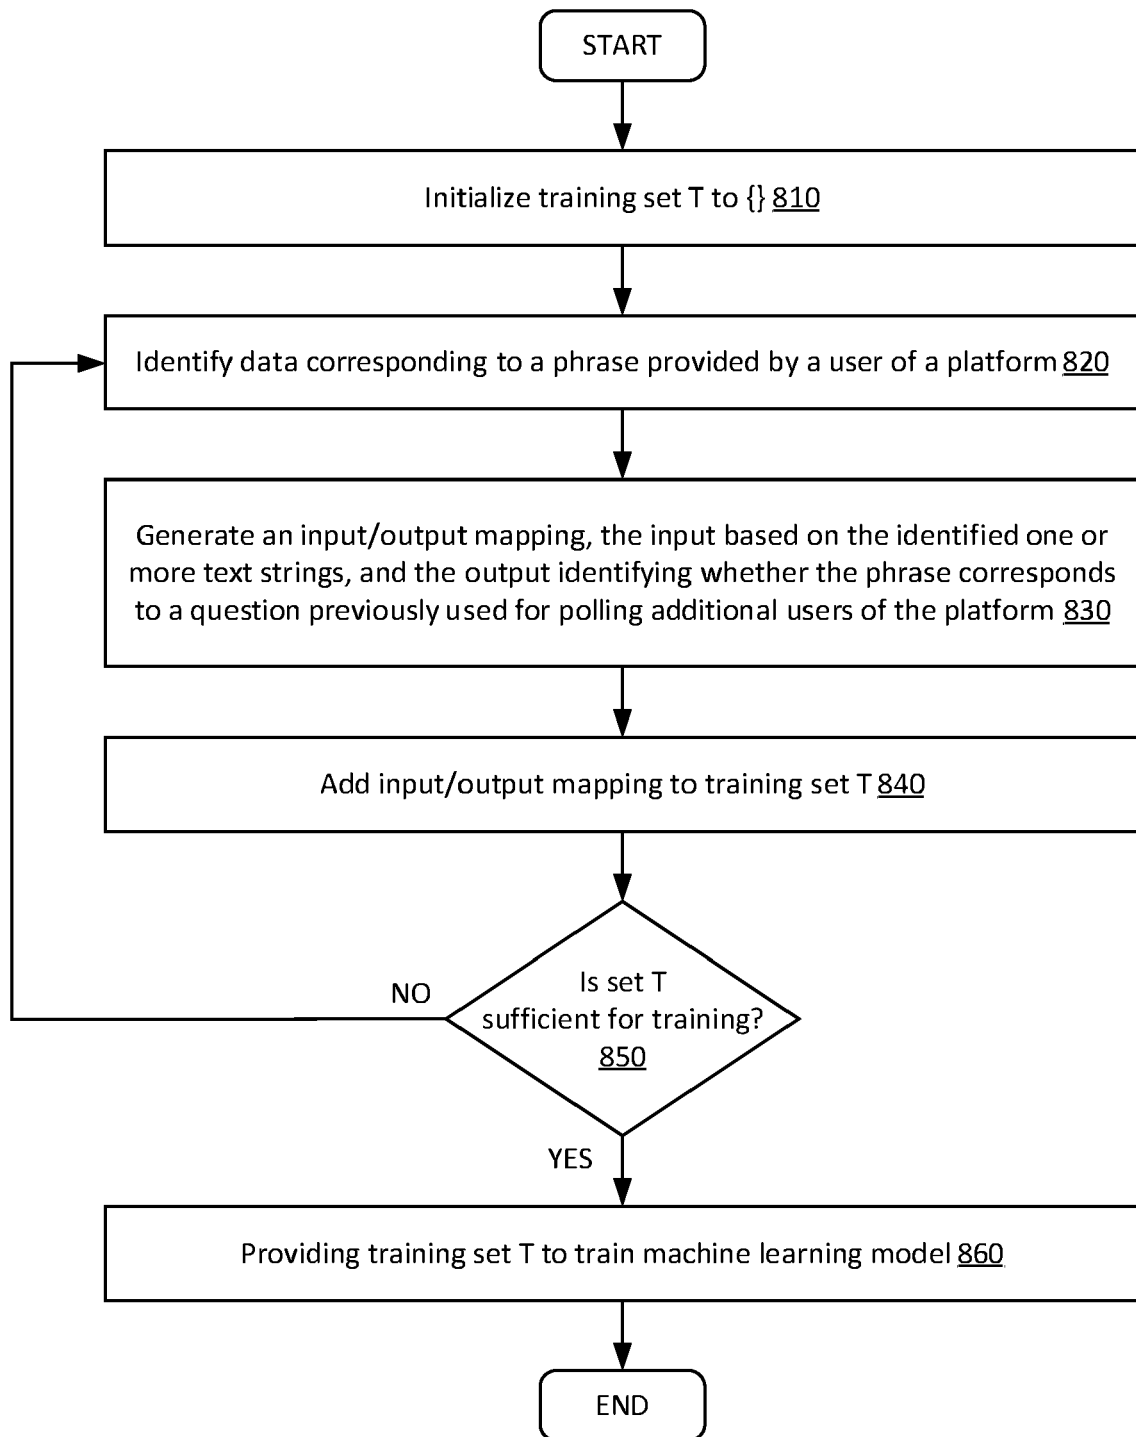 START
Initialize training set T to {} 810
Identify data corresponding to a phrase provided by a user of a platform 820
Generate an input/output mapping, the input based on the identified one or
more text strings, and the output identifying whether the phrase corresponds
to a question previously used for polling additional users of the platform 830
Add input/output mapping to training set T 840
Is set T
sufficient for training?
850
NO
YES
Providing training set T to train machine learning model 860
END